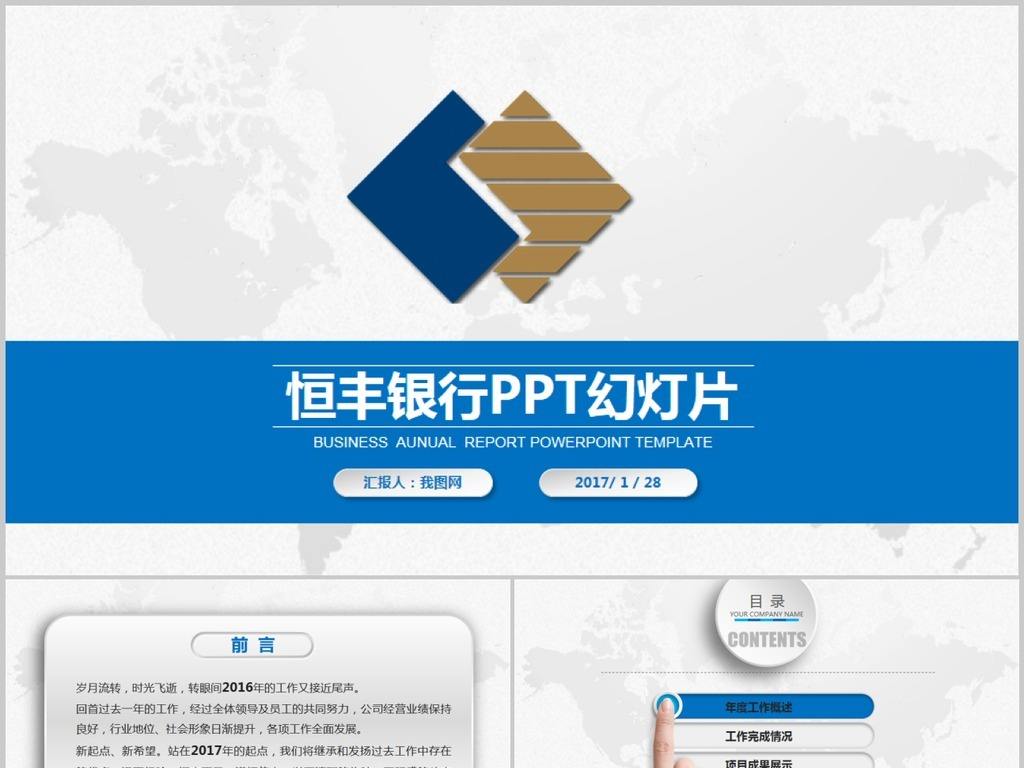 恒丰银行PPT幻灯片
BUSINESS AUNUAL REPORT POWERPOINT TEMPLATE
汇报人：我图网
2017/ 1 / 28
前 言
岁月流转，时光飞逝，转眼间2016年的工作又接近尾声。
回首过去一年的工作，经过全体领导及员工的共同努力，公司经营业绩保持
良好，行业地位、社会形象日渐提升，各项工作全面发展。
新起点、新希望。站在2017年的起点，我们将继承和发扬过去工作中存在
目 录
YOUR COMPANY NAME
CONTENTS
年度工作概述
工作完成情况
项目成果展示